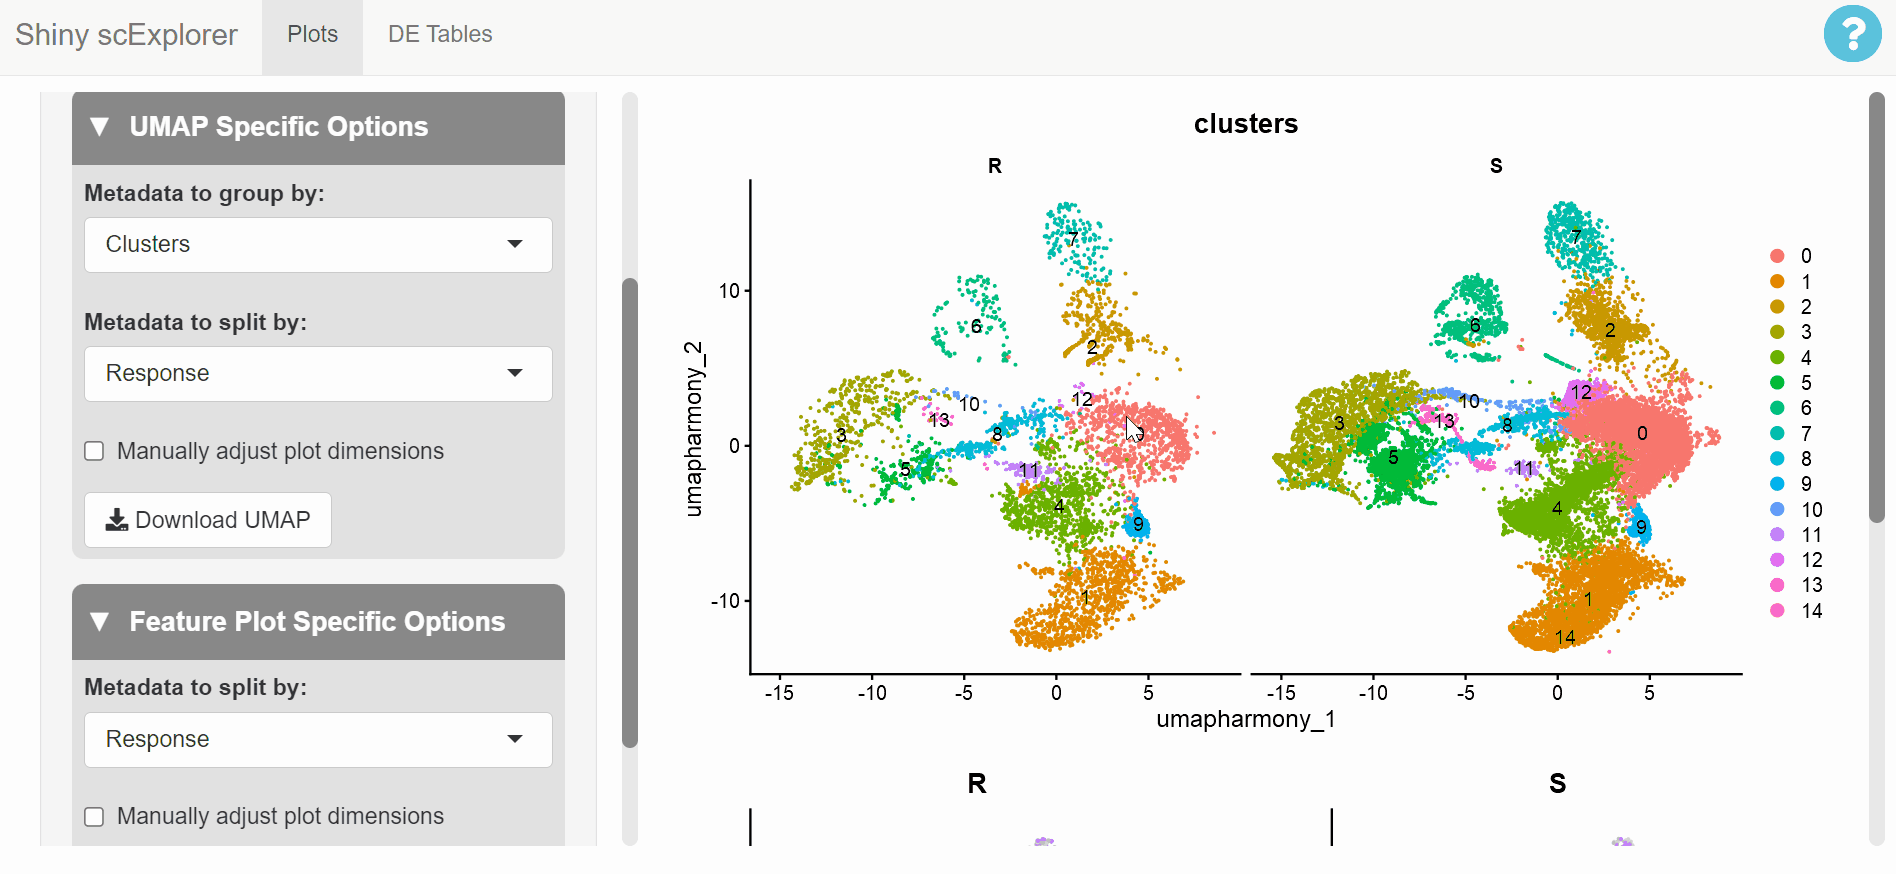 Shiny scExplorer
Plots
DE Tables
?
▼ UMAP Specific Options
Metadata to group by:
Clusters
Metadata to split by:
Response
Manually adjust plot dimensions
Download UMAP
▼ Feature Plot Specific Options
Metadata to split by:
Response
Manually adjust plot dimensions
clusters
R
S
umapharmony_2
10
0
-10
7
6
2
12
10
13
3
8
0
5
11
4
9
1
7
6
2
12
10
13
3
8
0
5
11
4
9
1
14
-15
-10
-5
0
5
-15
-10
-5
0
5
umapharmony_1
0
1
2
3
4
5
6
7
8
9
10
11
12
13
14
R
S